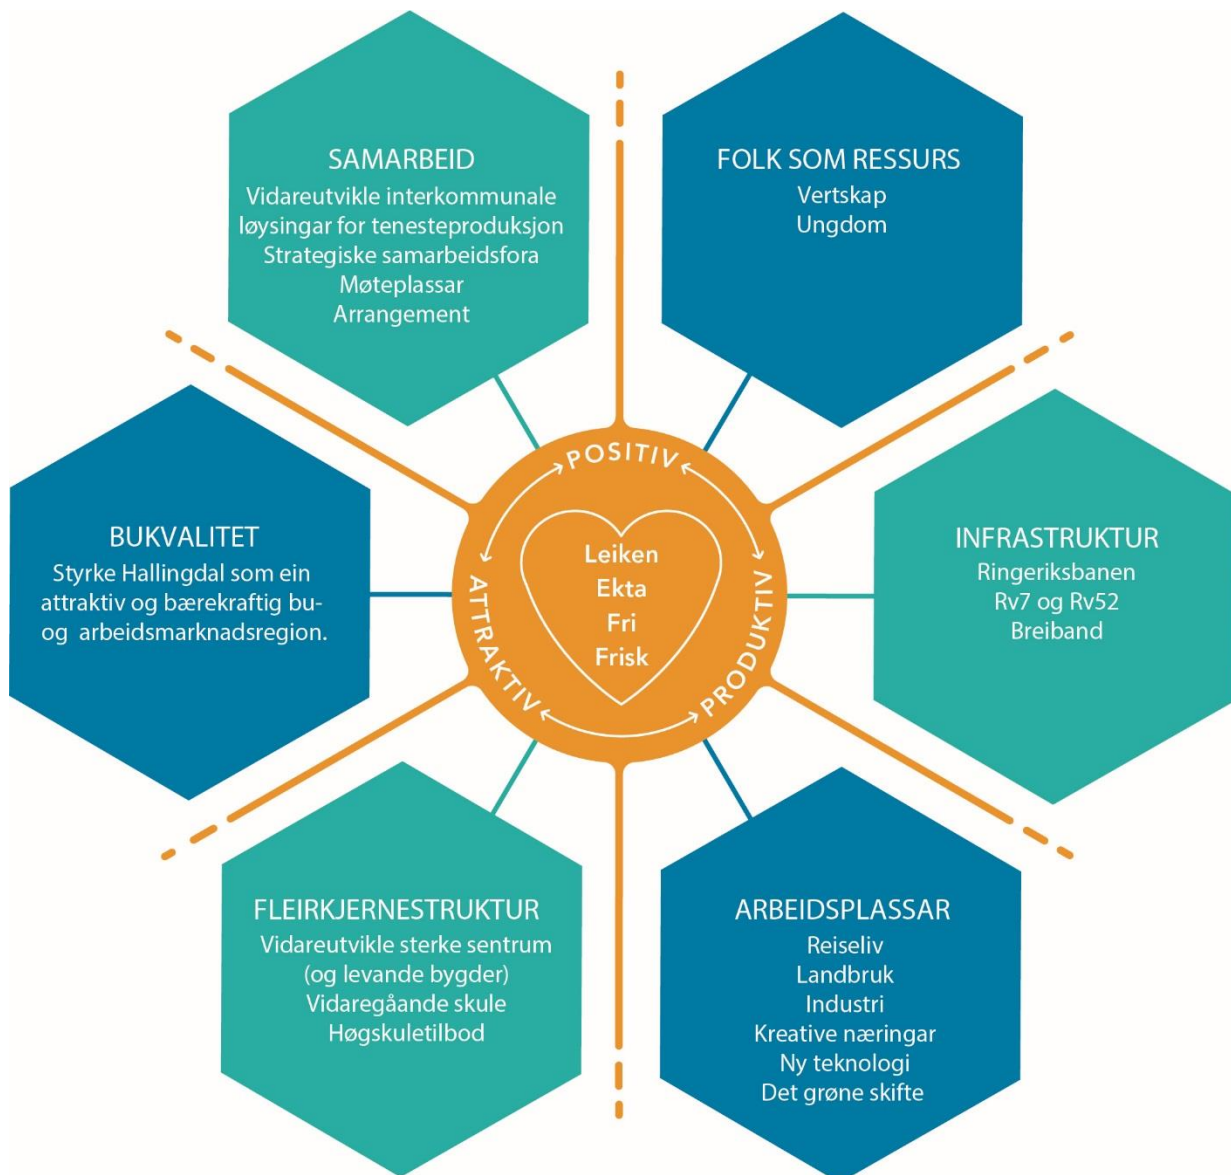 SAMARBEID
Vidareutvikle interkommunale
løysingar for tenesteproduksjon
Strategiske samarbeidsfora
Møteplassar
Arrangement
FOLK SOM RESSURS
Vertskap
Ungdom
BUKVALITET
Styrke Hallingdal som ein
attraktiv og bærekraftig bu-
og arbeidsmarknadsregion.
POSITIV
ATTRAKTIV
PRODUKTIV
Leiken
Ekta
Fri
Frisk
INFRASTRUKTUR
Ringeriksbanen
Rv7 og Rv52
Breiband
FLEIRKJERNESTRUKTUR
Vidareutvikle sterke sentrum
(og levande bygder)
Vidaregåande skule
Høgskuletilbod
ARBEIDSPLASSAR
Reiseliv
Landbruk
Industri
Kreative næringar
Ny teknologi
Det grøne skifte